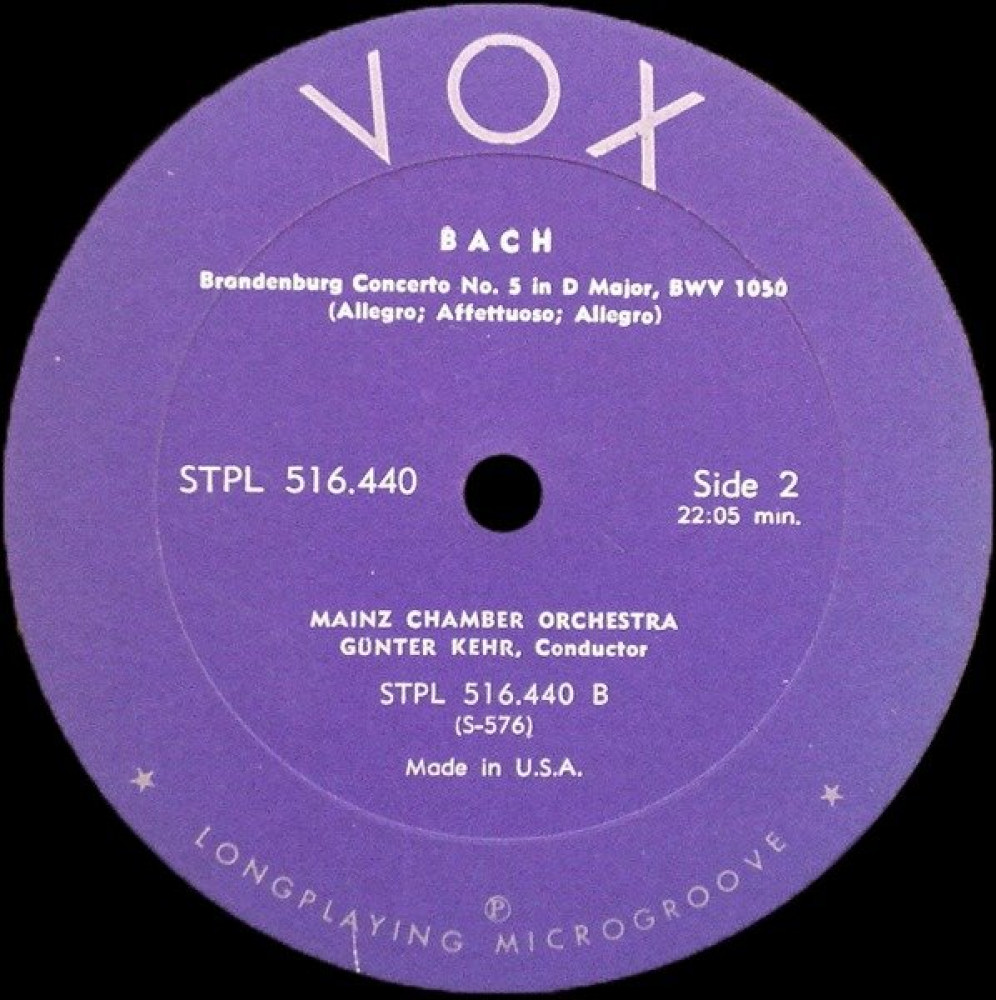 VOX
BACH
Brandenburg Concerto No. 5 in D Major, BWV 1050
(Allegro; Affettuoso; Allegro)
STPL 516.440
Side 2
22:05 min.
MAINZ CHAMBER ORCHESTRA
GÜNTER KEHR, Conductor
STPL 516.440 B
(S-576)
Made in U.S.A.
℗
★ LONGPLAYING MICROGROOVE ★